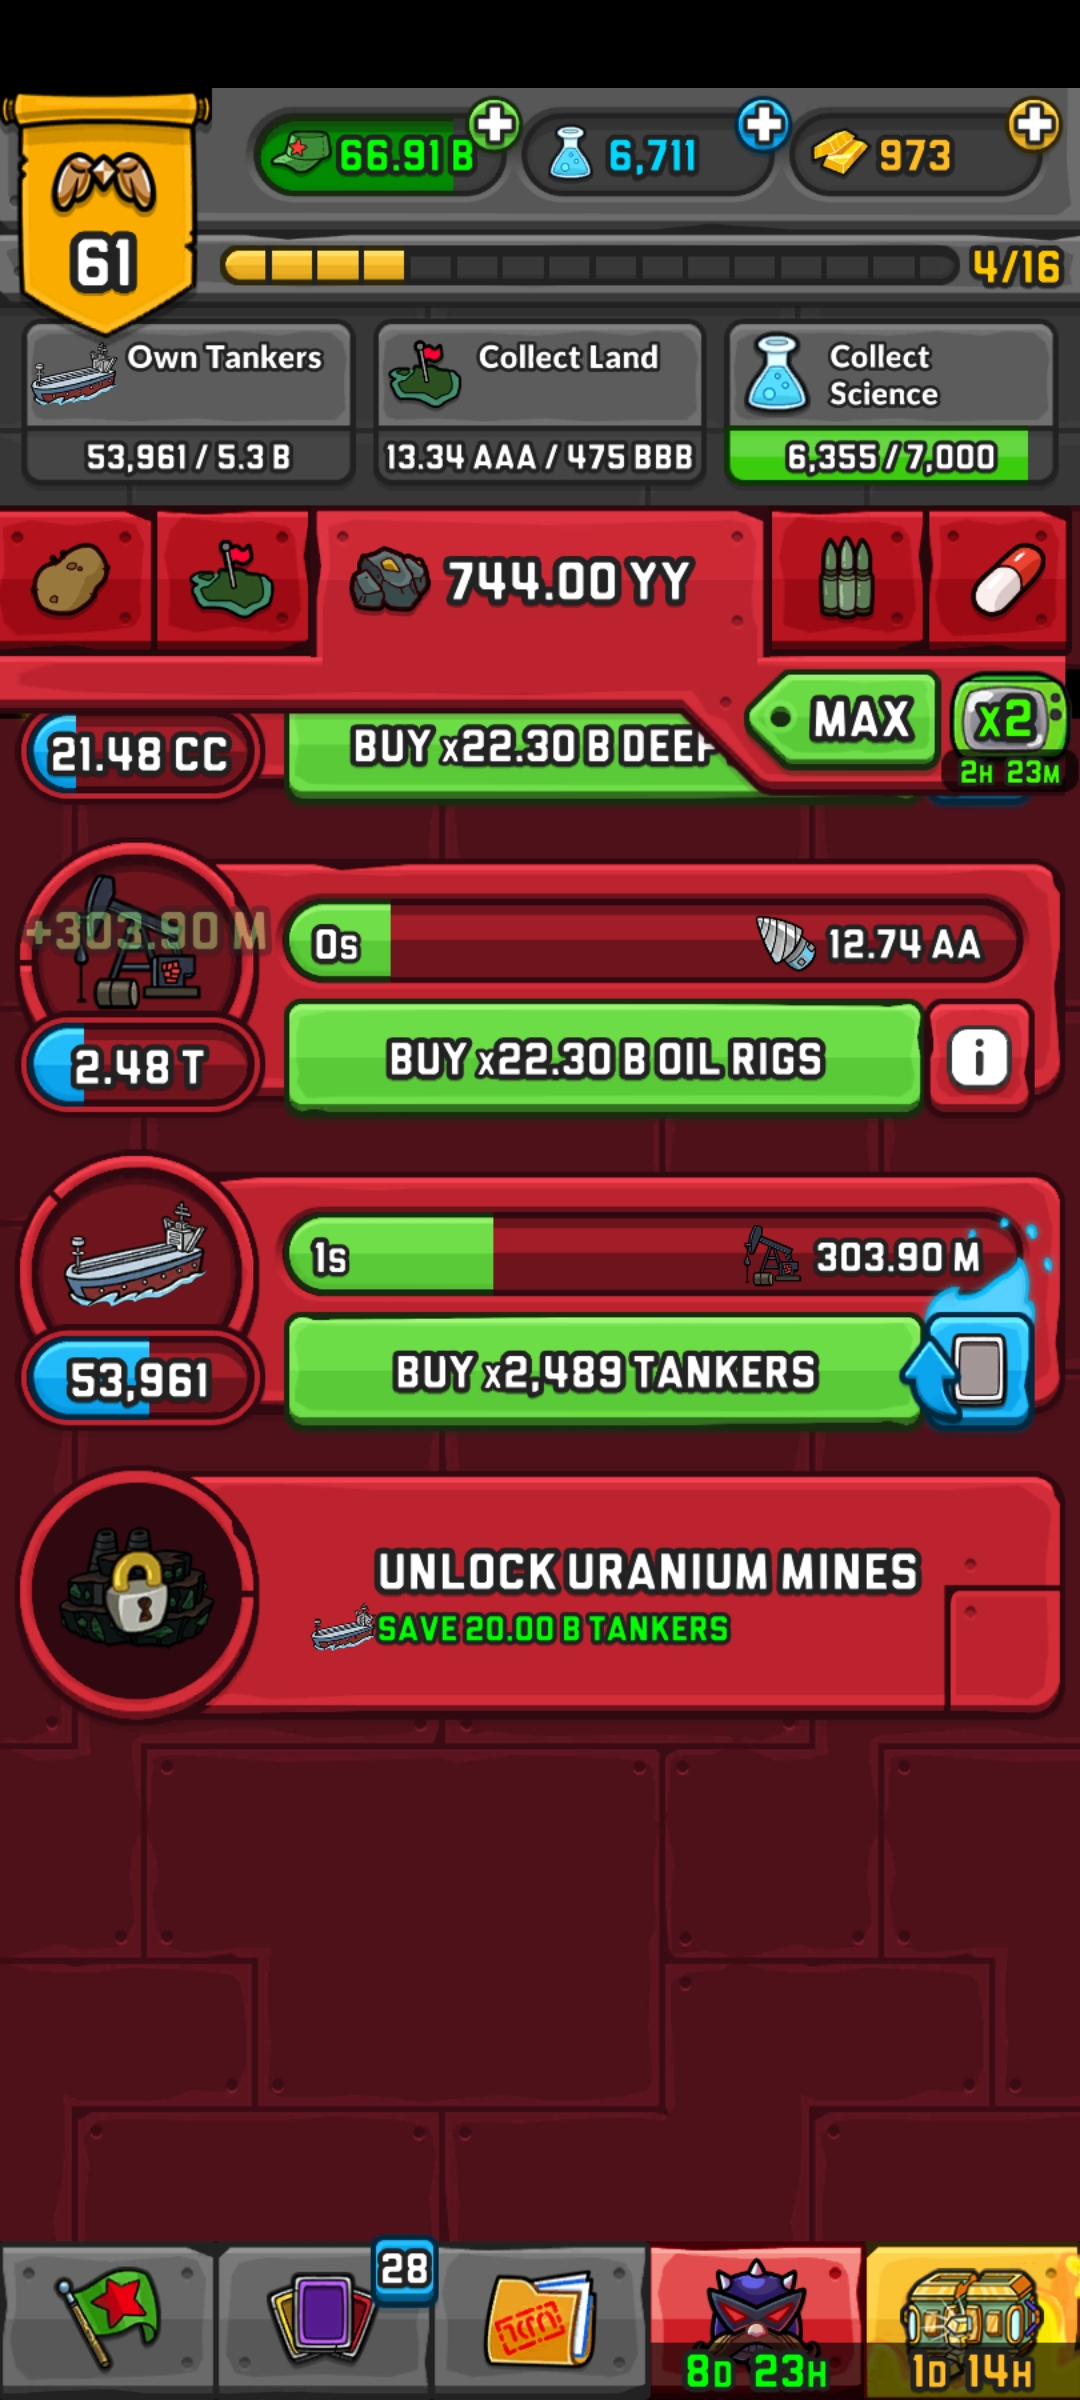 66.91 B
6,711
973
61
4/16
Own Tankers
53,961 / 5.3 B
Collect Land
13.34 AAA / 475 BBB
Collect
Science
6,355 / 7,000
744.00 YY
MAX
x2
2H 23M
21.48 CC
BUY x22.30 B DEEP
+303.90 M
0s
12.74 AA
2.48 T
BUY x22.30 B OIL RIGS
i
1s
303.90 M
53,961
BUY x2,489 TANKERS
UNLOCK URANIUM MINES
SAVE 20.00 B TANKERS
28
8D 23H
1D 14H